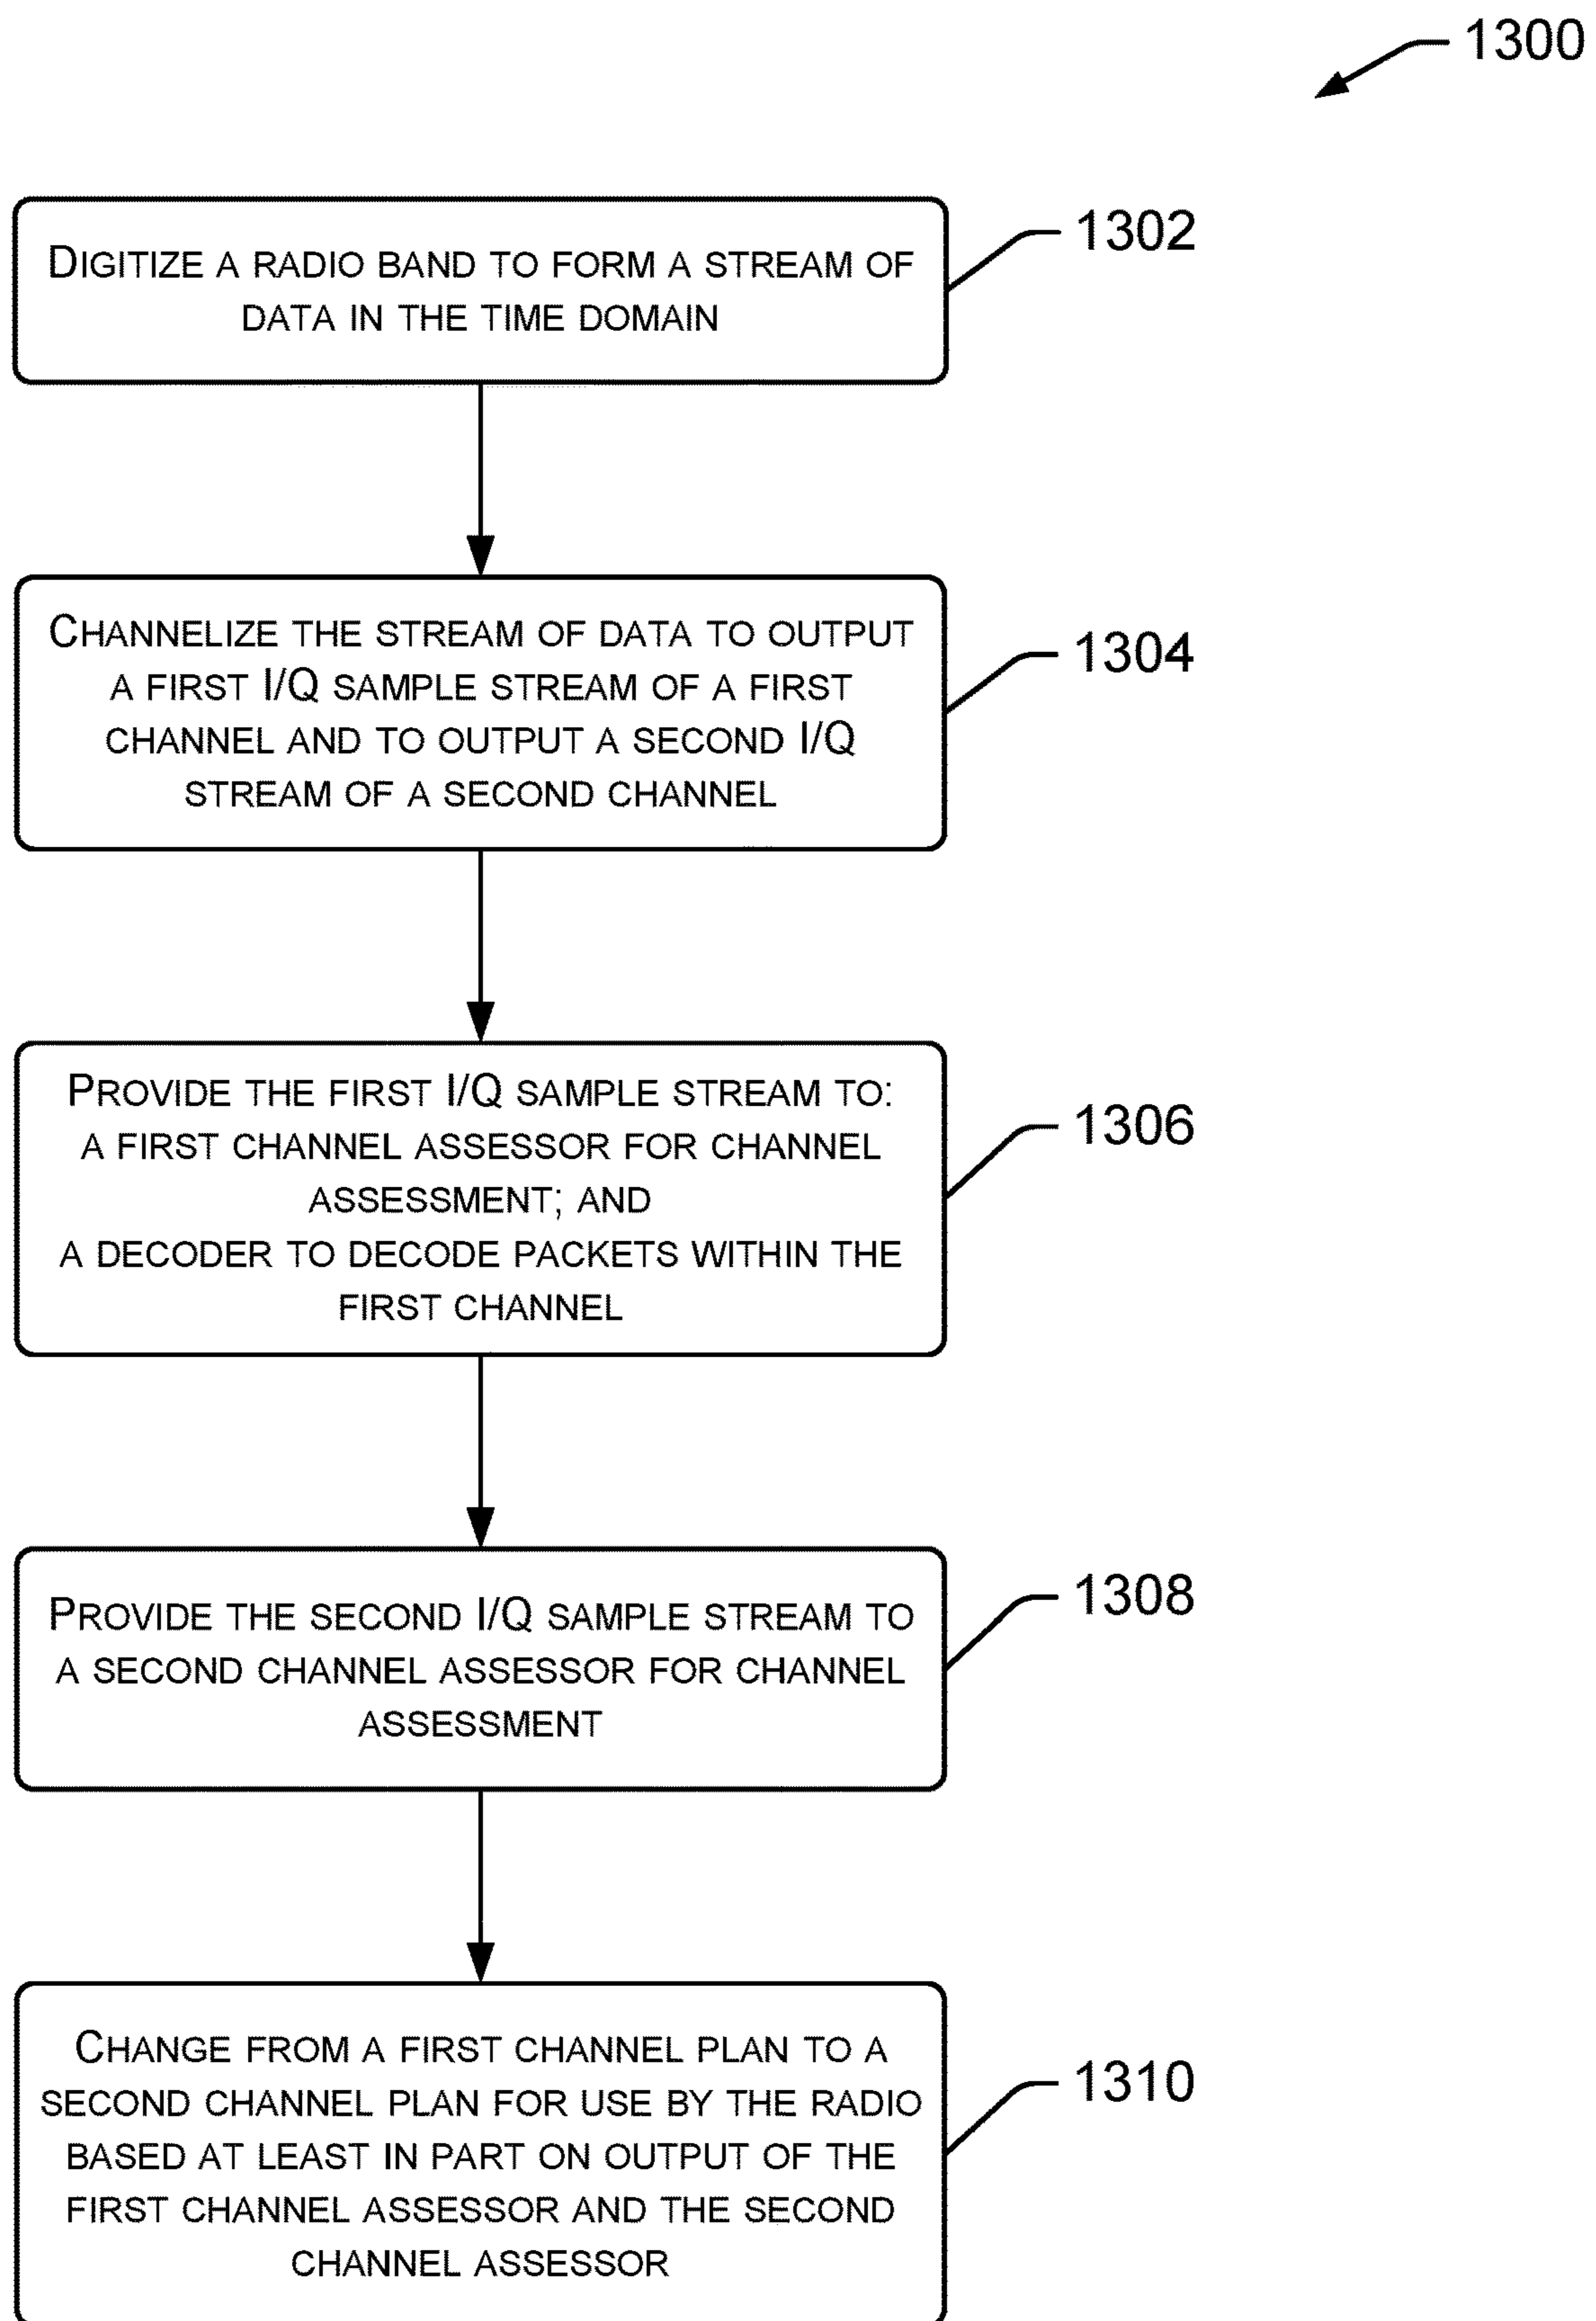 1300
1302
DIGITIZE A RADIO BAND TO FORM A STREAM OF
DATA IN THE TIME DOMAIN
1304
CHANNELIZE THE STREAM OF DATA TO OUTPUT
A FIRST I/Q SAMPLE STREAM OF A FIRST
CHANNEL AND TO OUTPUT A SECOND I/Q
STREAM OF A SECOND CHANNEL
1306
PROVIDE THE FIRST I/Q SAMPLE STREAM TO:
A FIRST CHANNEL ASSESSOR FOR CHANNEL
ASSESSMENT; AND
A DECODER TO DECODE PACKETS WITHIN THE
FIRST CHANNEL
1308
PROVIDE THE SECOND I/Q SAMPLE STREAM TO
A SECOND CHANNEL ASSESSOR FOR CHANNEL
ASSESSMENT
1310
CHANGE FROM A FIRST CHANNEL PLAN TO A
SECOND CHANNEL PLAN FOR USE BY THE RADIO
BASED AT LEAST IN PART ON OUTPUT OF THE
FIRST CHANNEL ASSESSOR AND THE SECOND
CHANNEL ASSESSOR